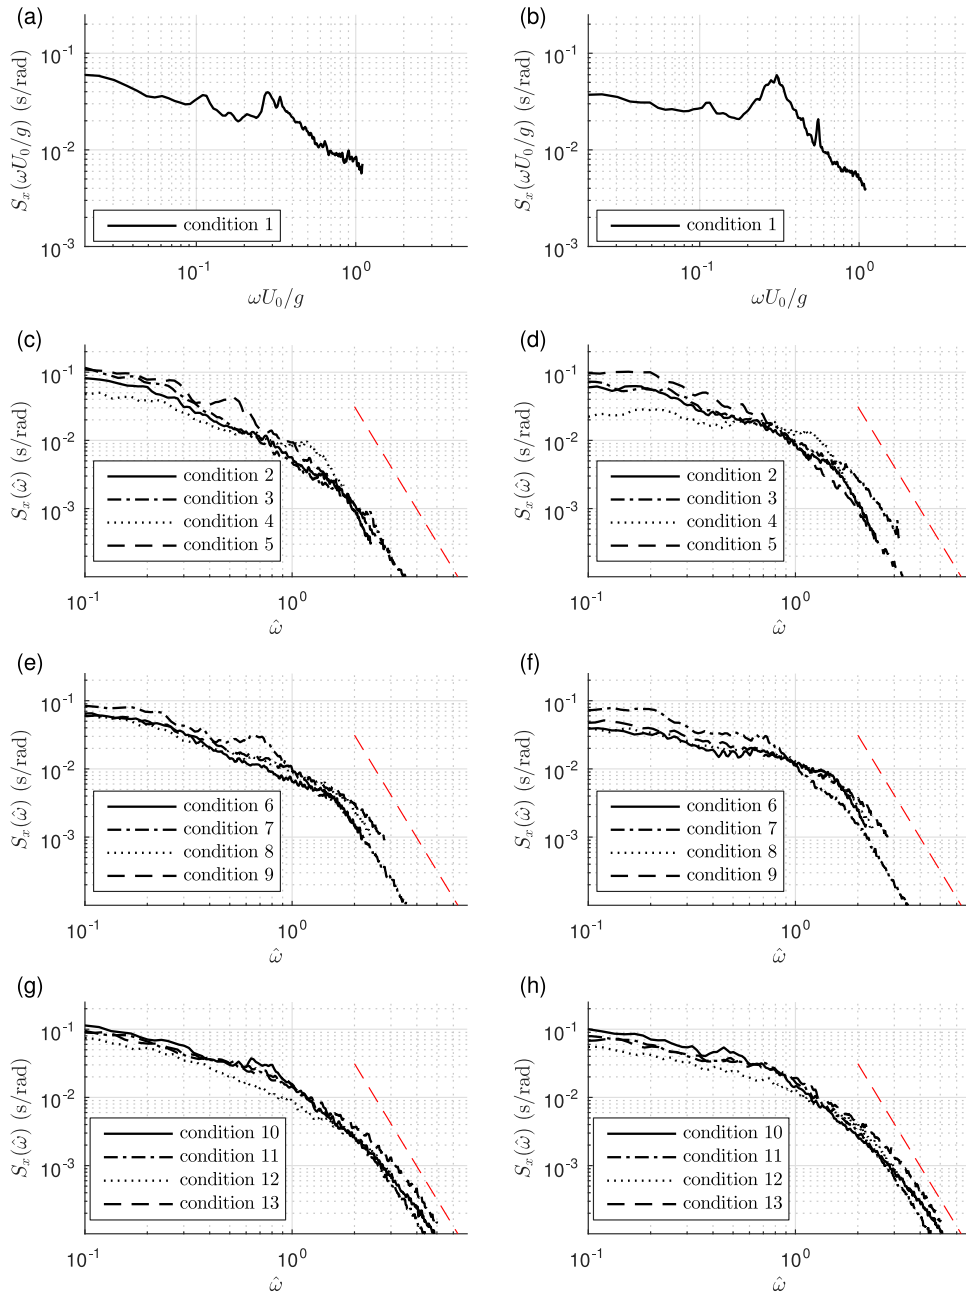 (a)
(b)
S_x(ωU_0/g) (s/rad)
10^-1
10^-2
10^-3
condition 1
10^-1
10^0
ωU_0/g
S_x(ωU_0/g) (s/rad)
10^-1
10^-2
10^-3
condition 1
10^-1
10^0
ωU_0/g
(c)
(d)
S_x(ω̂) (s/rad)
10^-1
10^-2
10^-3
condition 2
condition 3
condition 4
condition 5
10^-1
10^0
ω̂
S_x(ω̂) (s/rad)
10^-1
10^-2
10^-3
condition 2
condition 3
condition 4
condition 5
10^-1
10^0
ω̂
(e)
(f)
S_x(ω̂) (s/rad)
10^-1
10^-2
10^-3
condition 6
condition 7
condition 8
condition 9
10^-1
10^0
ω̂
S_x(ω̂) (s/rad)
10^-1
10^-2
10^-3
condition 6
condition 7
condition 8
condition 9
10^-1
10^0
ω̂
(g)
(h)
S_x(ω̂) (s/rad)
10^-1
10^-2
10^-3
condition 10
condition 11
condition 12
condition 13
10^-1
10^0
ω̂
S_x(ω̂) (s/rad)
10^-1
10^-2
10^-3
condition 10
condition 11
condition 12
condition 13
10^-1
10^0
ω̂